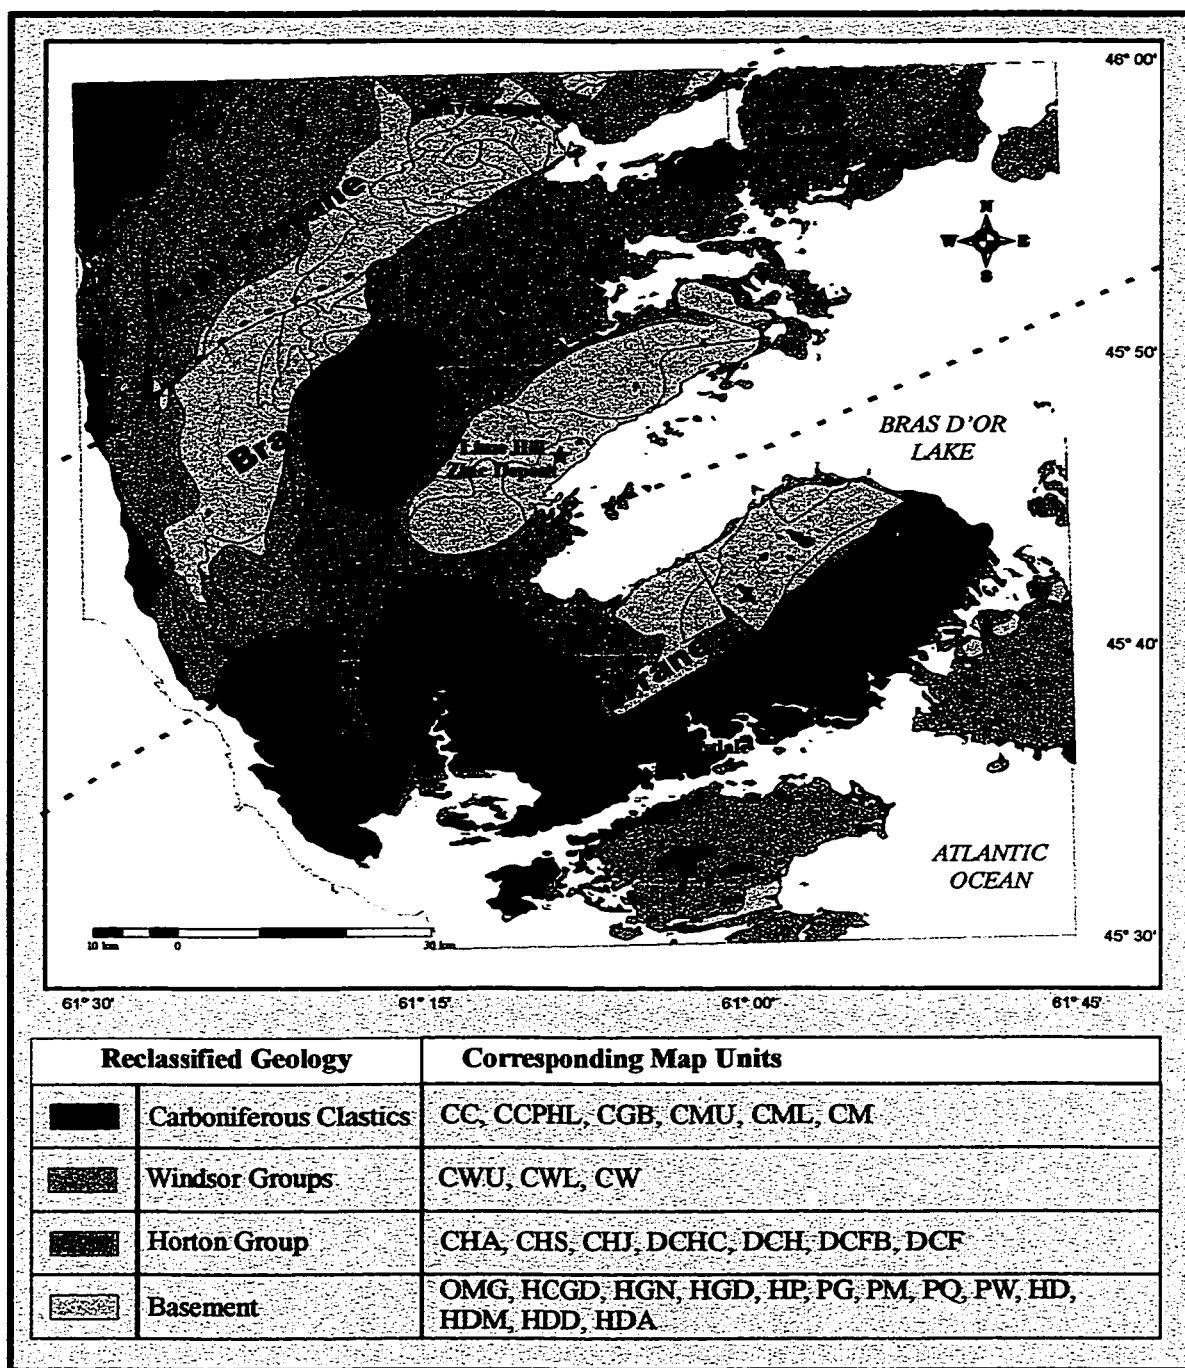 46° 00'
N
W E
S
45° 50'
BRAS D'OR
LAKE
Lime Hill
45° 40'
ATLANTIC
OCEAN
10 km 0 30 km
45° 30'
61° 30' 61° 15' 61° 00' 61° 45'
Reclassified Geology Corresponding Map Units
Carboniferous Clastics CC, CCPHL, CGB, CMU, CML, CM
Windsor Groups CWU, CWL, CW
Horton Group CHA, CHS, CHJ, DCHC, DCH, DCFB, DCF
Basement OMG, HCGD, HGN, HGD, HP, PG, PM, PQ, PW, HD,
HDM, HDD, HDA